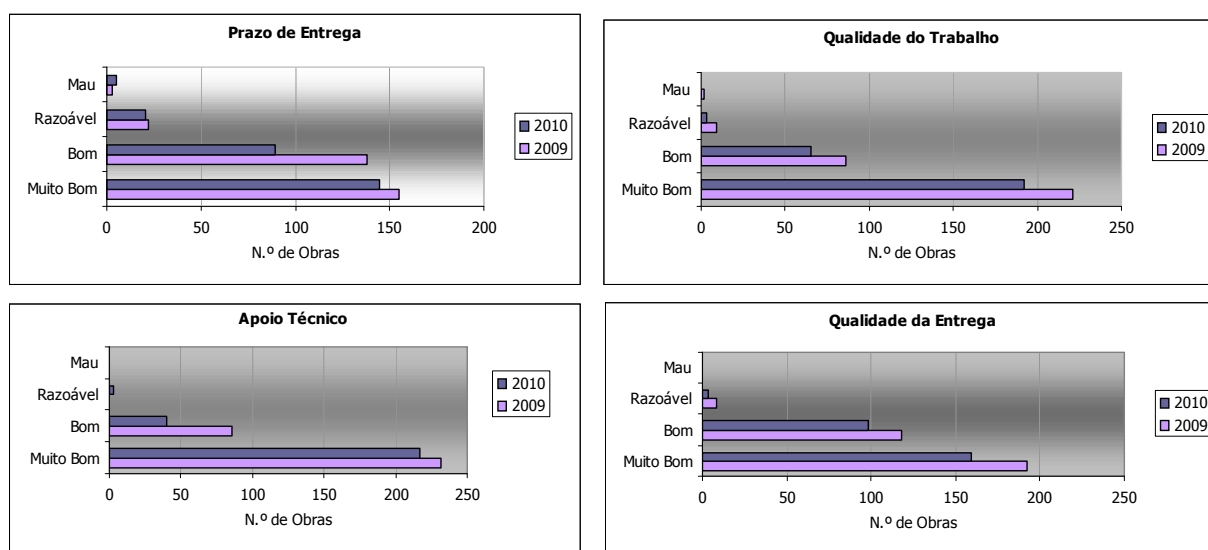 Prazo de Entrega
Mau
Razoável
Bom
Muito Bom
0 50 100 150 200
N.º de Obras
2010
2009
Qualidade do Trabalho
Mau
Razoável
Bom
Muito Bom
0 50 100 150 200 250
N.º de Obras
2010
2009
Apoio Técnico
Mau
Razoável
Bom
Muito Bom
0 50 100 150 200 250
N.º de Obras
2010
2009
Qualidade da Entrega
Mau
Razoável
Bom
Muito Bom
0 50 100 150 200 250
N.º de Obras
2010
2009